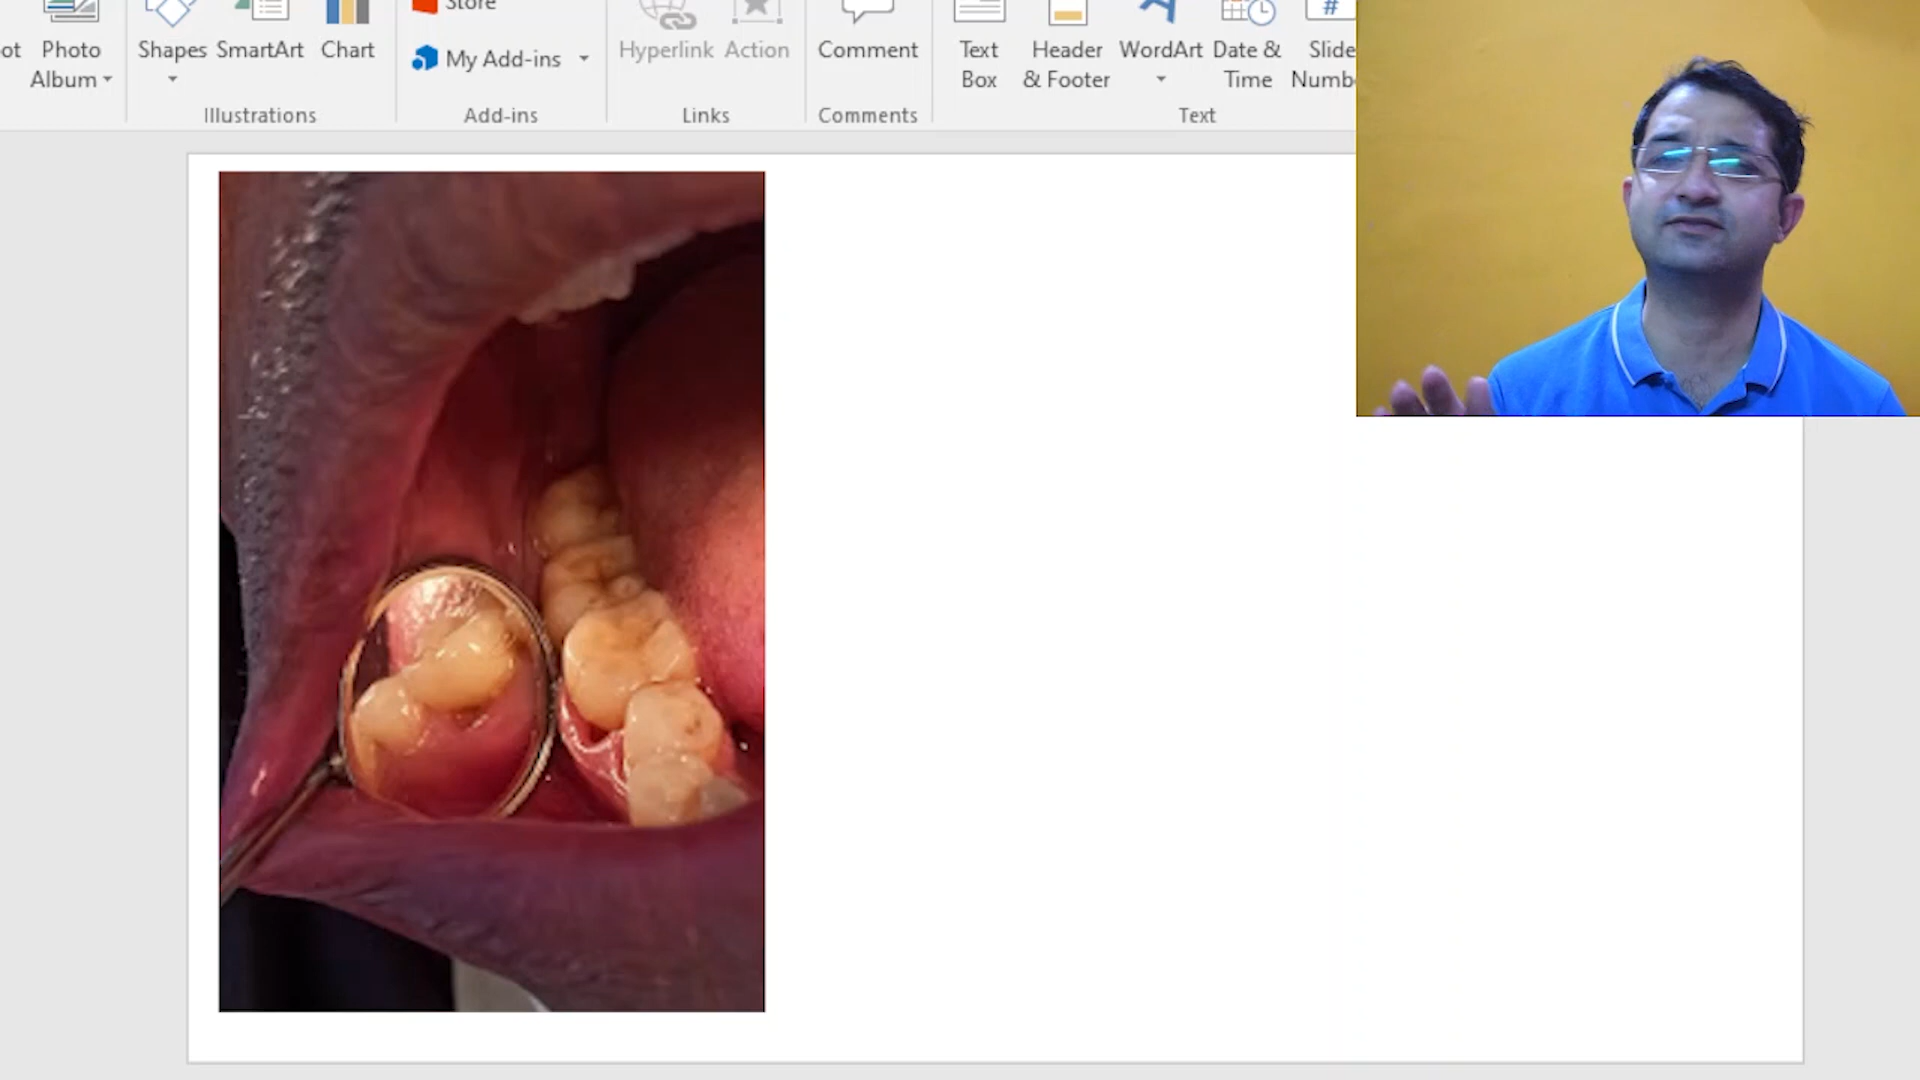 Store
ot Photo Shapes SmartArt Chart My Add-ins Hyperlink Action Comment Text Header WordArt Date & Slide
Album Box & Footer Time Numb
Illustrations Add-ins Links Comments Text
#